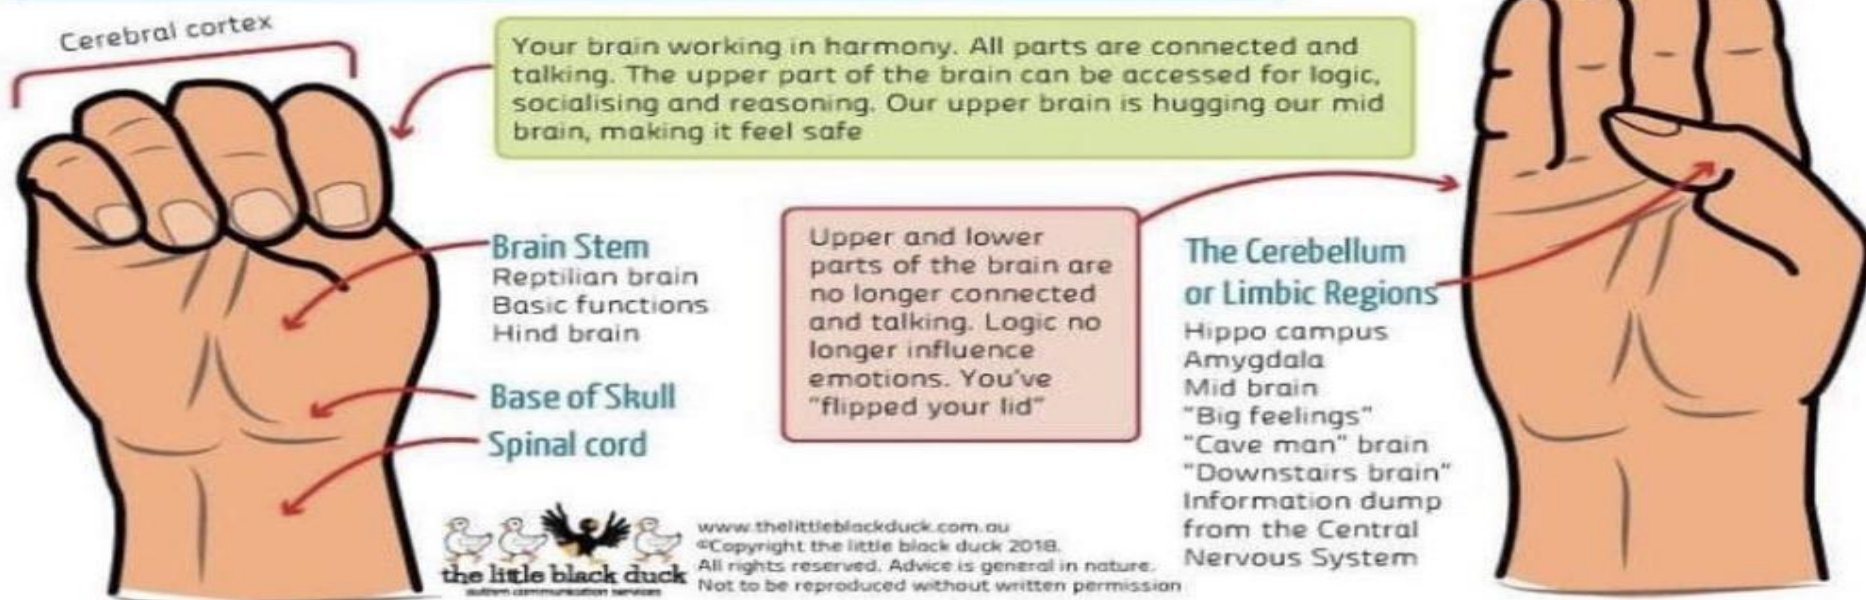 Cerebral cortex
Your brain working in harmony. All parts are connected and
talking. The upper part of the brain can be accessed for logic,
socialising and reasoning. Our upper brain is hugging our mid
brain, making it feel safe
Brain Stem
Reptilian brain
Basic functions
Hind brain
Base of Skull
Spinal cord
Upper and lower
parts of the brain are
no longer connected
and talking. Logic no
longer influence
emotions. You've
"flipped your lid"
The Cerebellum
or Limbic Regions
Hippo campus
Amygdala
Mid brain
"Big feelings"
"Cave man" brain
"Downstairs brain"
Information dump
from the Central
Nervous System
the little black duck
autism communication services
www.thelittleblackduck.com.au
©Copyright the little black duck 2018.
All rights reserved. Advice is general in nature.
Not to be reproduced without written permission